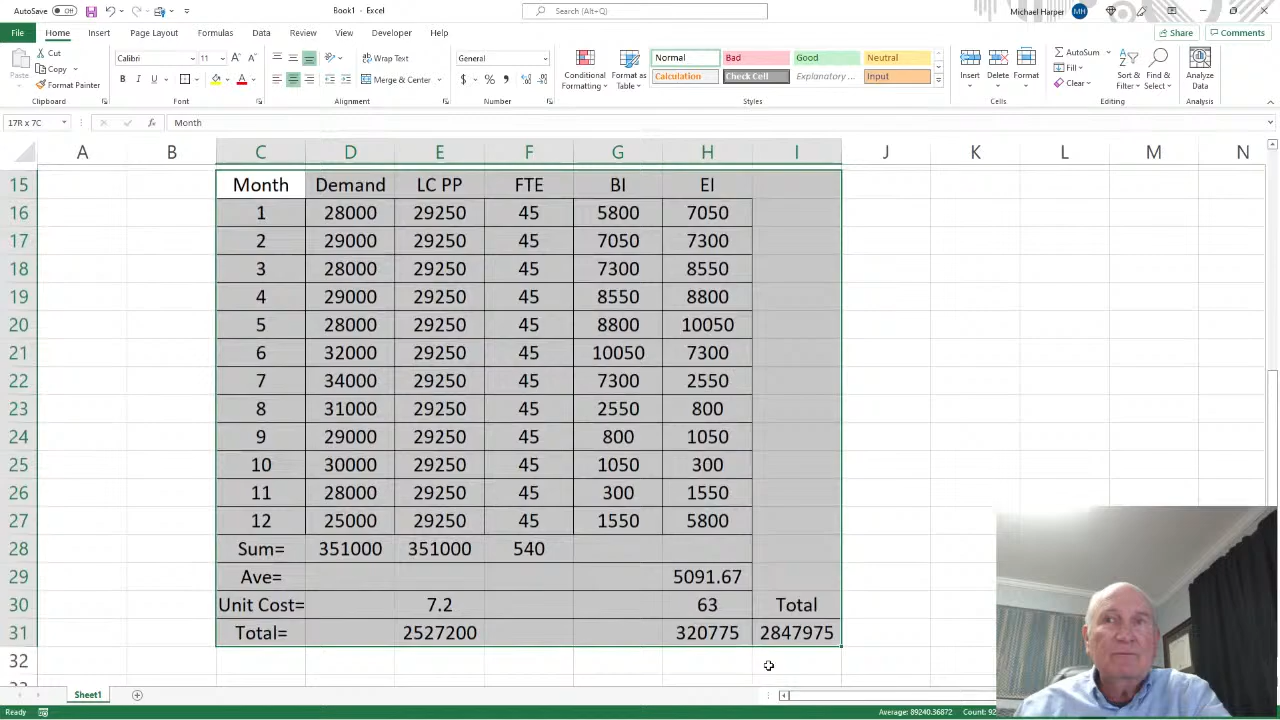 AutoSave Off Book1 - Excel Search (Alt+Q) Michael Harper MH
File Home Insert Page Layout Formulas Data Review View Developer Help Share Comments
Paste Cut Copy Format Painter Clipboard
Calibri 11 A A B I U A Font
Wrap Text Merge & Center Alignment
General $ % , Number
Conditional Formatting Format as Table
Normal Bad Good Neutral
Calculation Check Cell Explanatory ... Input
Styles
Insert Delete Format Cells
AutoSum Fill Clear Sort & Filter Find & Select Editing
Analyze Data Analysis
17R x 7C fx Month
A B C D E F G H I J K L M N
15 Month Demand LC PP FTE BI EI
16 1 28000 29250 45 5800 7050
17 2 29000 29250 45 7050 7300
18 3 28000 29250 45 7300 8550
19 4 29000 29250 45 8550 8800
20 5 28000 29250 45 8800 10050
21 6 32000 29250 45 10050 7300
22 7 34000 29250 45 7300 2550
23 8 31000 29250 45 2550 800
24 9 29000 29250 45 800 1050
25 10 30000 29250 45 1050 300
26 11 28000 29250 45 300 1550
27 12 25000 29250 45 1550 5800
28 Sum= 351000 351000 540
29 Ave= 5091.67
30 Unit Cost= 7.2 63 Total
31 Total= 2527200 320775 2847975
32
Sheet1
Ready Average: 89240.36872 Count: 92